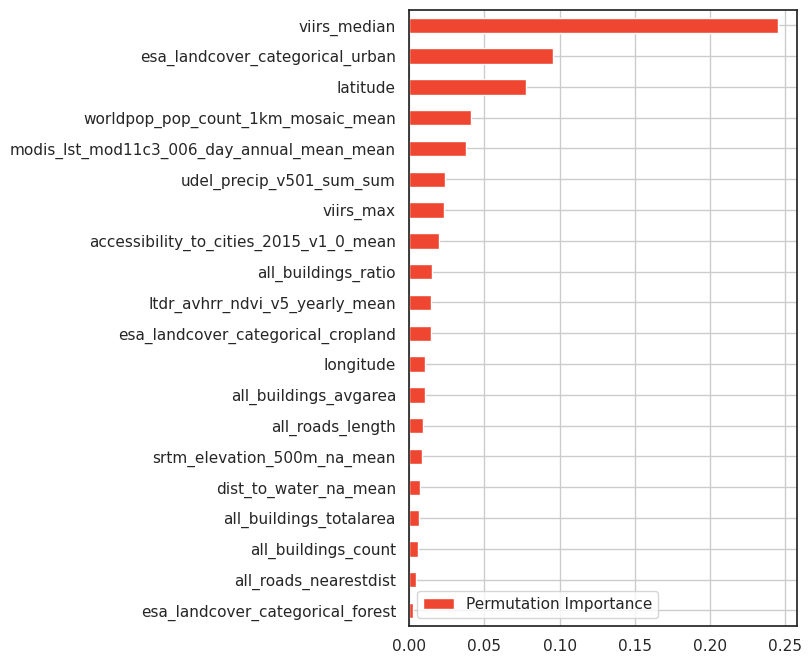 viirs_median
esa_landcover_categorical_urban
latitude
worldpop_pop_count_1km_mosaic_mean
modis_lst_mod11c3_006_day_annual_mean_mean
udel_precip_v501_sum_sum
viirs_max
accessibility_to_cities_2015_v1_0_mean
all_buildings_ratio
ltdr_avhrr_ndvi_v5_yearly_mean
esa_landcover_categorical_cropland
longitude
all_buildings_avgarea
all_roads_length
srtm_elevation_500m_na_mean
dist_to_water_na_mean
all_buildings_totalarea
all_buildings_count
all_roads_nearestdist
esa_landcover_categorical_forest
Permutation Importance
0.00 0.05 0.10 0.15 0.20 0.25